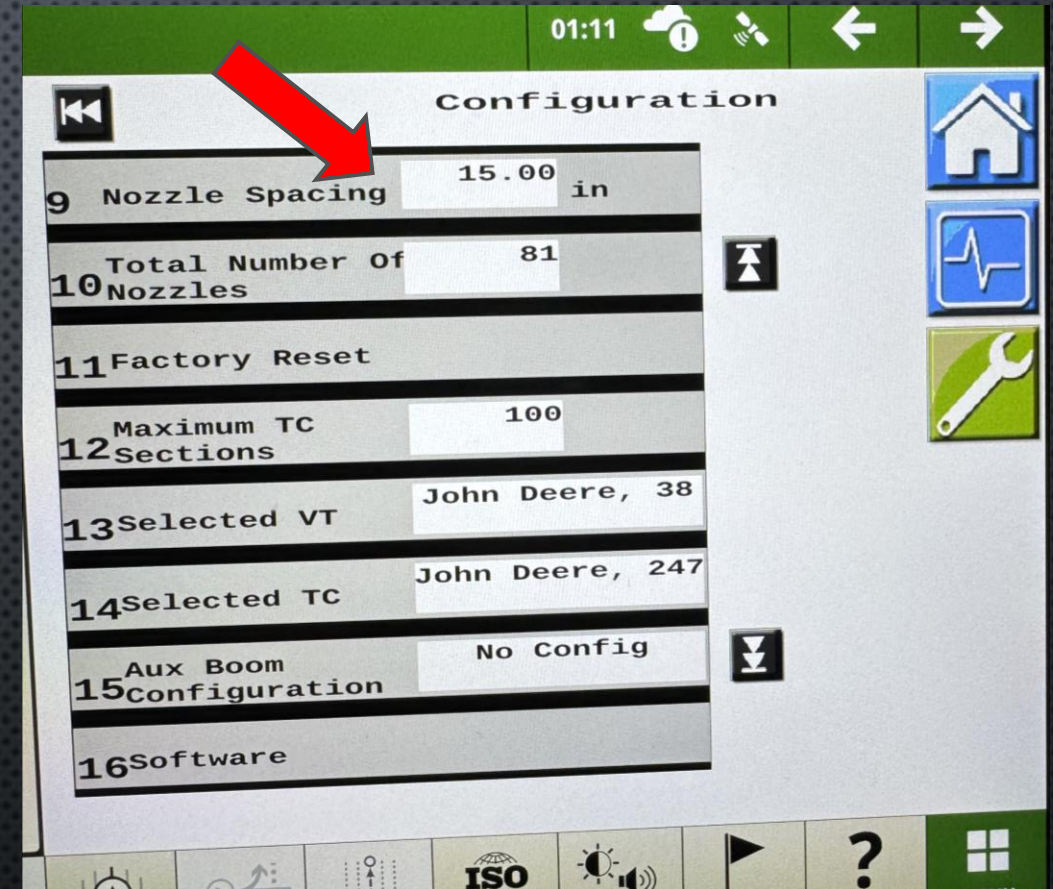 01:11
Configuration
9 Nozzle Spacing 15.00 in
10 Total Number Of 81
Nozzles
11 Factory Reset
12 Maximum TC 100
Sections
13 Selected VT John Deere, 38
14 Selected TC John Deere, 247
15 Aux Boom No Config
Configuration
16 Software
ISO
?